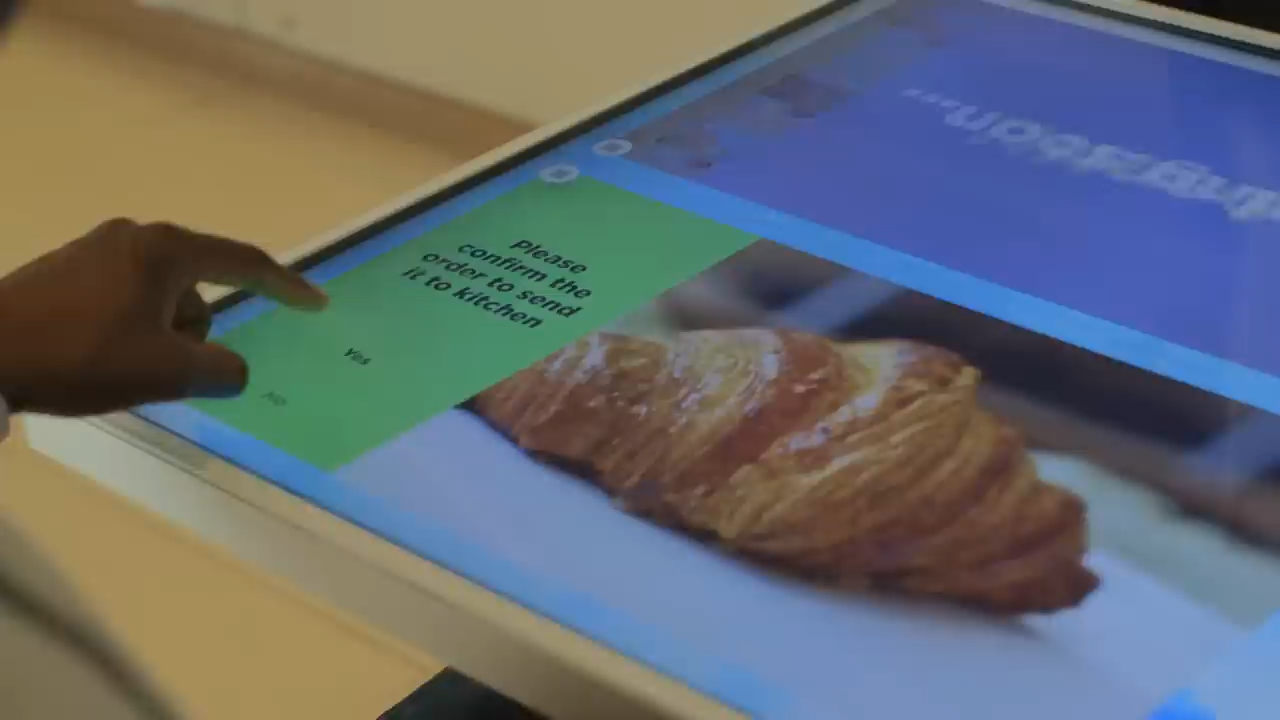 Please
confirm the
order to send
it to kitchen
Yes
No